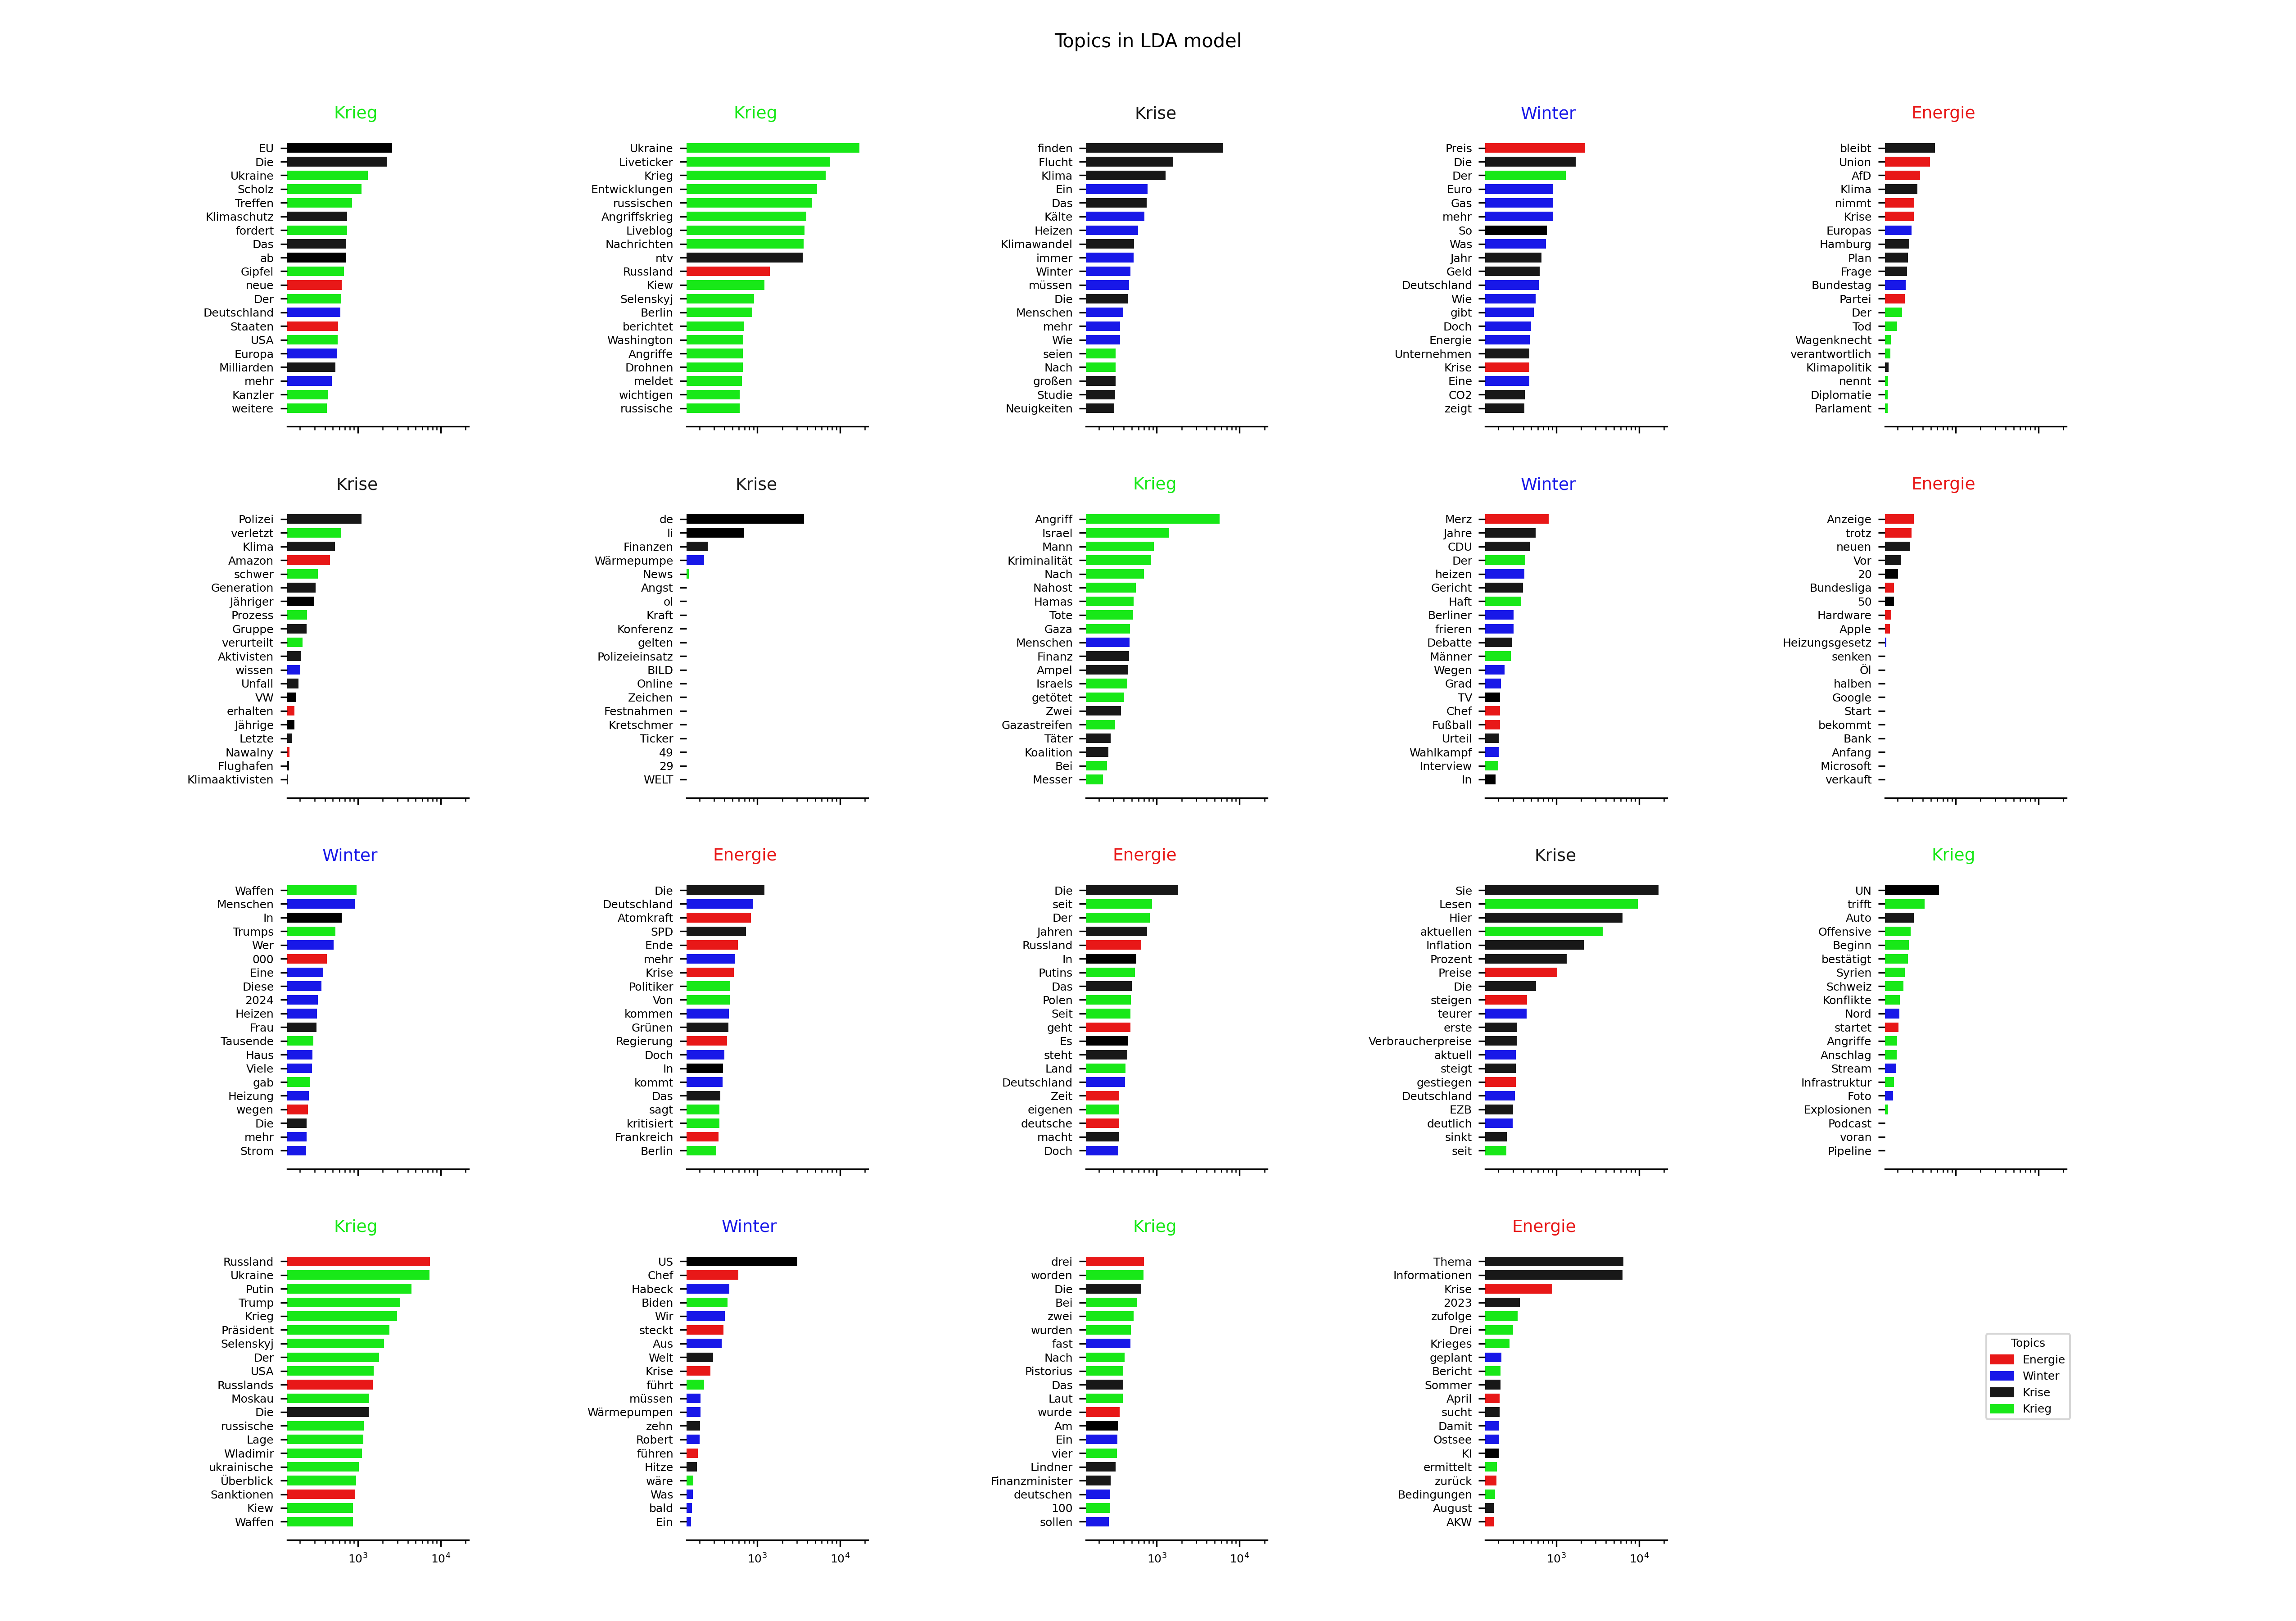 Topics in LDA model
Krieg
EU
Die
Ukraine
Scholz
Treffen
Klimaschutz
fordert
Das
ab
Gipfel
neue
Der
Deutschland
Staaten
USA
Europa
Milliarden
mehr
Kanzler
weitere
Krieg
Ukraine
Liveticker
Krieg
Entwicklungen
russischen
Angriffskrieg
Liveblog
Nachrichten
ntv
Russland
Kiew
Selenskyj
Berlin
berichtet
Washington
Angriffe
Drohnen
meldet
wichtigen
russische
Krise
finden
Flucht
Klima
Ein
Das
Kälte
Heizen
Klimawandel
immer
Winter
müssen
Die
Menschen
mehr
Wie
seien
Nach
großen
Studie
Neuigkeiten
Winter
Preis
Die
Der
Euro
Gas
mehr
So
Was
Jahr
Geld
Deutschland
Wie
gibt
Doch
Energie
Unternehmen
Krise
Eine
CO2
zeigt
Energie
bleibt
Union
AfD
Klima
nimmt
Krise
Europas
Hamburg
Plan
Frage
Bundestag
Partei
Der
Tod
Wagenknecht
verantwortlich
Klimapolitik
nennt
Diplomatie
Parlament
Krise
Polizei
verletzt
Klima
Amazon
schwer
Generation
Jähriger
Prozess
Gruppe
verurteilt
Aktivisten
wissen
Unfall
VW
erhalten
Jährige
Letzte
Nawalny
Flughafen
Klimaaktivisten
Krise
de
li
Finanzen
Wärmepumpe
News
Angst
ol
Kraft
Konferenz
gelten
Polizeieinsatz
BILD
Online
Zeichen
Festnahmen
Kretschmer
Ticker
49
29
WELT
Krieg
Angriff
Israel
Mann
Kriminalität
Nach
Nahost
Hamas
Tote
Gaza
Menschen
Finanz
Ampel
Israels
getötet
Zwei
Gazastreifen
Täter
Koalition
Bei
Messer
Winter
Merz
Jahre
CDU
Der
heizen
Gericht
Haft
Berliner
frieren
Debatte
Männer
Wegen
Grad
TV
Chef
Fußball
Urteil
Wahlkampf
Interview
In
Energie
Anzeige
trotz
neuen
Vor
20
Bundesliga
50
Hardware
Apple
Heizungsgesetz
senken
Öl
halben
Google
Start
bekommt
Bank
Anfang
Microsoft
verkauft
Winter
Waffen
Menschen
In
Trumps
Wer
000
Eine
Diese
2024
Heizen
Frau
Tausende
Haus
Viele
gab
Heizung
wegen
Die
mehr
Strom
Energie
Die
Deutschland
Atomkraft
SPD
Ende
mehr
Krise
Politiker
Von
kommen
Grünen
Regierung
Doch
In
kommt
Das
sagt
kritisiert
Frankreich
Berlin
Energie
Die
seit
Der
Jahren
Russland
In
Putins
Das
Polen
Seit
geht
Es
steht
Land
Deutschland
Zeit
eigenen
deutsche
macht
Doch
Krise
Sie
Lesen
Hier
aktuellen
Inflation
Prozent
Preise
Die
steigen
teurer
erste
Verbraucherpreise
aktuell
steigt
gestiegen
Deutschland
EZB
deutlich
sinkt
seit
Krieg
UN
trifft
Auto
Offensive
Beginn
bestätigt
Syrien
Schweiz
Konflikte
Nord
startet
Angriffe
Anschlag
Stream
Infrastruktur
Foto
Explosionen
Podcast
voran
Pipeline
Krieg
Russland
Ukraine
Putin
Trump
Krieg
Präsident
Selenskyj
Der
USA
Russlands
Moskau
Die
russische
Lage
Wladimir
ukrainische
Überblick
Sanktionen
Kiew
Waffen
10³ 10⁴
Winter
US
Chef
Habeck
Biden
Wir
steckt
Aus
Welt
Krise
führt
müssen
Wärmepumpen
zehn
Robert
führen
Hitze
wäre
Was
bald
Ein
10³ 10⁴
Krieg
drei
worden
Die
Bei
zwei
wurden
fast
Nach
Pistorius
Das
Laut
wurde
Am
Ein
vier
Lindner
Finanzminister
deutschen
100
sollen
10³ 10⁴
Energie
Thema
Informationen
Krise
2023
zufolge
Drei
Krieges
geplant
Bericht
Sommer
April
sucht
Damit
Ostsee
KI
ermittelt
zurück
Bedingungen
August
AKW
10³ 10⁴
Topics
Energie
Winter
Krise
Krieg